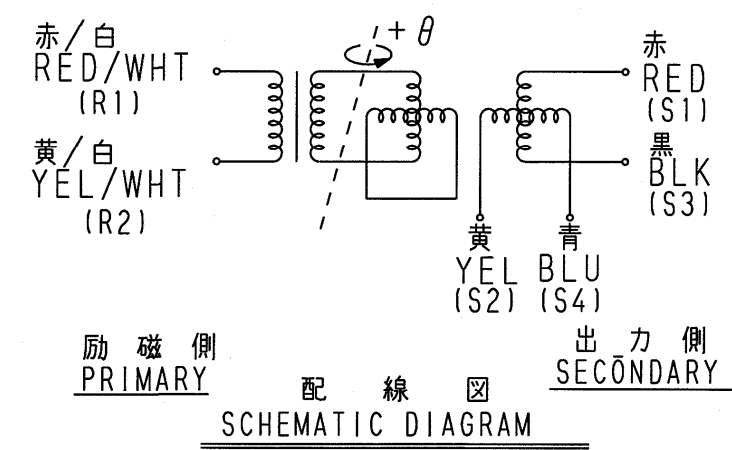 赤/白
RED/WHT
(R1)
黄/白
YEL/WHT
(R2)
+θ
赤
RED
(S1)
黒
BLK
(S3)
黄
YEL
(S2)
青
BLU
(S4)
励磁側
PRIMARY
出力側
SECŌNDARY
配線図
SCHEMATIC DIAGRAM